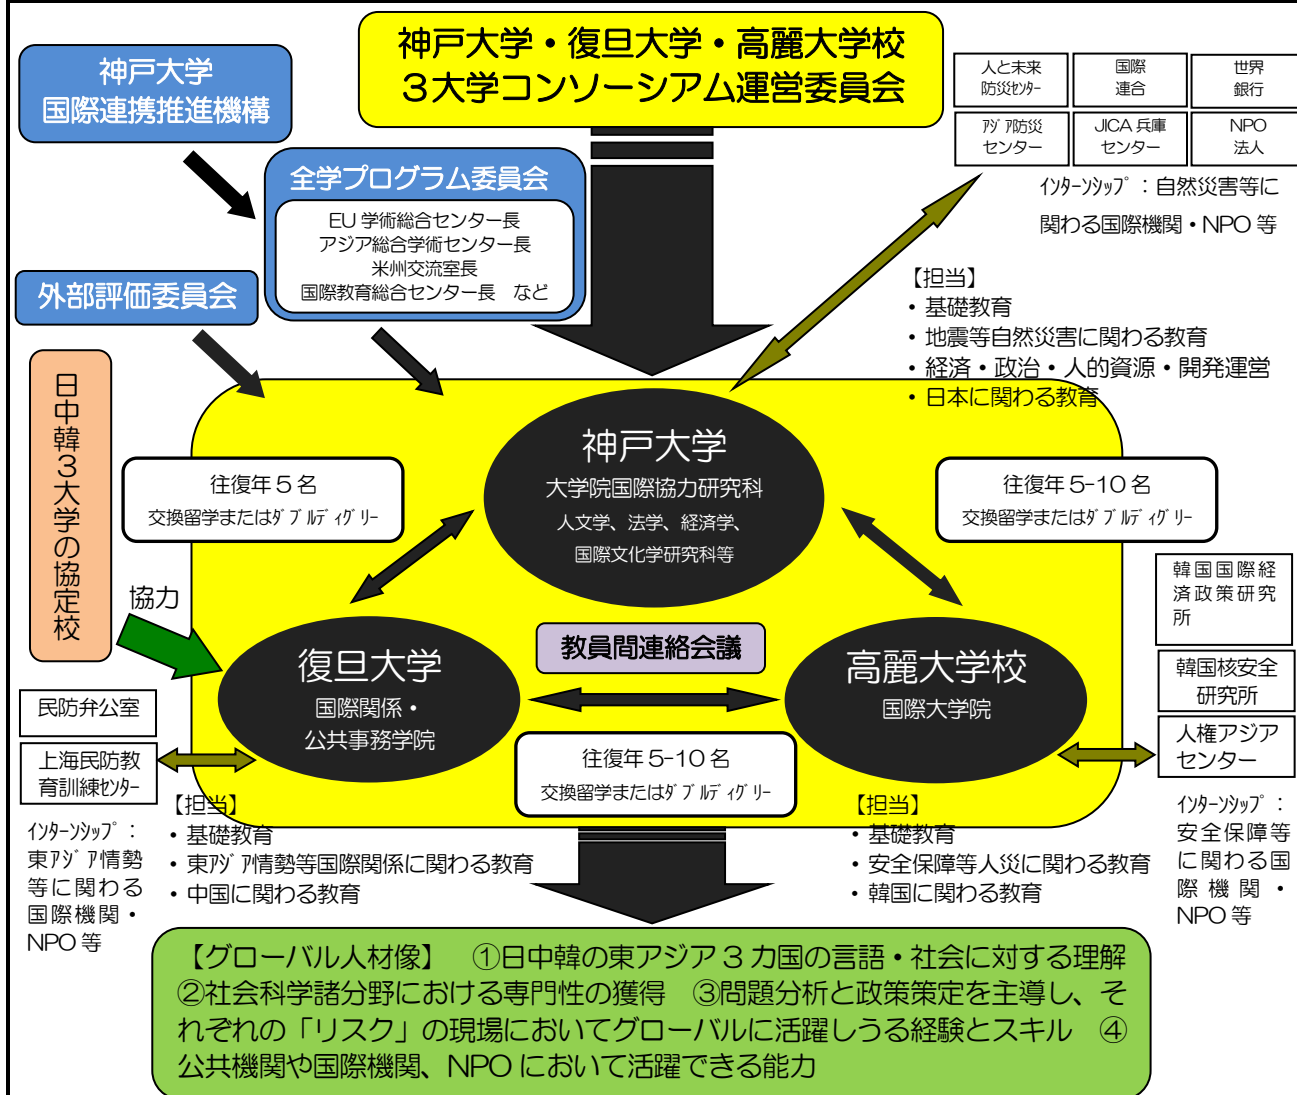 神戸大学・復旦大学・高麗大学校
3大学コンソーシアム運営委員会
神戸大学
国際連携推進機構
全学プログラム委員会
EU 学術総合センター長
アジア総合学術センター長
米州交流室長
国際教育総合センター長　など
外部評価委員会
人と未来
防災ｾﾝﾀｰ
国際
連合
世界
銀行
ｱｼﾞｱ防災
センター
JICA 兵庫
センター
NPO
法人
ｲﾝﾀｰﾝｼｯﾌﾟ：自然災害等に
関わる国際機関・NPO 等
【担当】
・基礎教育
・地震等自然災害に関わる教育
・経済・政治・人的資源・開発運営
・日本に関わる教育
日中韓3大学の協定校
協力
神戸大学
大学院国際協力研究科
人文学、法学、経済学、
国際文化学研究科等
往復年 5 名
交換留学またはﾀﾞﾌﾞﾙﾃﾞｨｸﾞﾘｰ
往復年 5-10 名
交換留学またはﾀﾞﾌﾞﾙﾃﾞｨｸﾞﾘｰ
教員間連絡会議
復旦大学
国際関係・
公共事務学院
高麗大学校
国際大学院
往復年 5-10 名
交換留学またはﾀﾞﾌﾞﾙﾃﾞｨｸﾞﾘｰ
韓国国際経
済政策研究
所
韓国核安全
研究所
人権アジア
センター
民防弁公室
上海民防教
育訓練ｾﾝﾀｰ
ｲﾝﾀｰﾝｼｯﾌﾟ：
東ｱｼﾞｱ情勢
等に関わる
国際機関・
NPO 等
【担当】
・基礎教育
・東ｱｼﾞｱ情勢等国際関係に関わる教育
・中国に関わる教育
【担当】
・基礎教育
・安全保障等人災に関わる教育
・韓国に関わる教育
ｲﾝﾀｰﾝｼｯﾌﾟ：
安全保障等
に関わる国
際機関・
NPO 等
【グローバル人材像】　①日中韓の東アジア 3 カ国の言語・社会に対する理解
②社会科学諸分野における専門性の獲得　③問題分析と政策策定を主導し、そ
れぞれの「リスク」の現場においてグローバルに活躍しうる経験とスキル　④
公共機関や国際機関、NPO において活躍できる能力